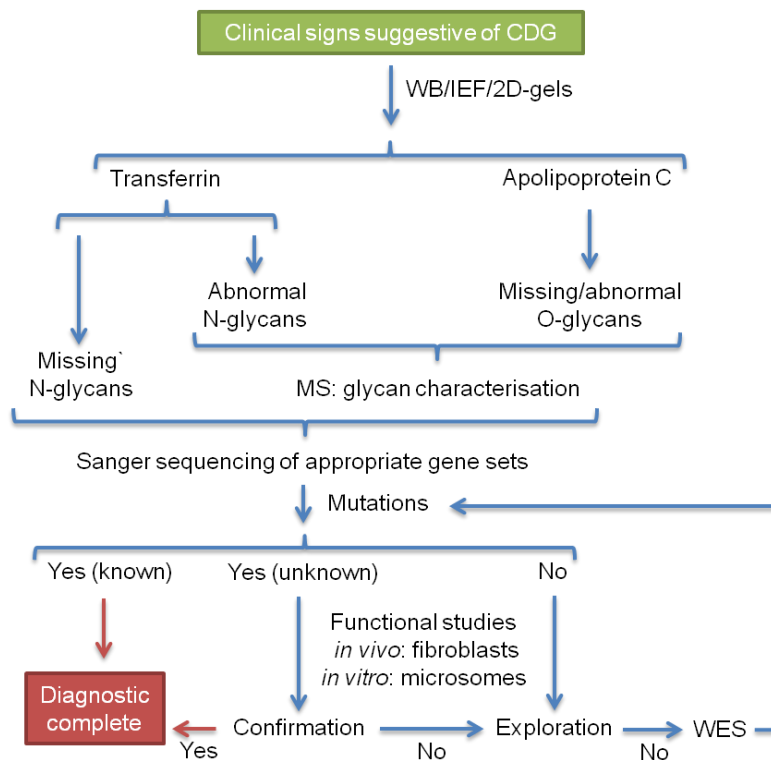 Clinical signs suggestive of CDG
WB/IEF/2D-gels
Transferrin
Apolipoprotein C
Abnormal
N-glycans
Missing/abnormal
O-glycans
Missing`
N-glycans
MS: glycan characterisation
Sanger sequencing of appropriate gene sets
Mutations
Yes (known)
Yes (unknown)
No
Functional studies
in vivo: fibroblasts
in vitro: microsomes
Diagnostic
complete
Yes
Confirmation
No
Exploration
No
WES